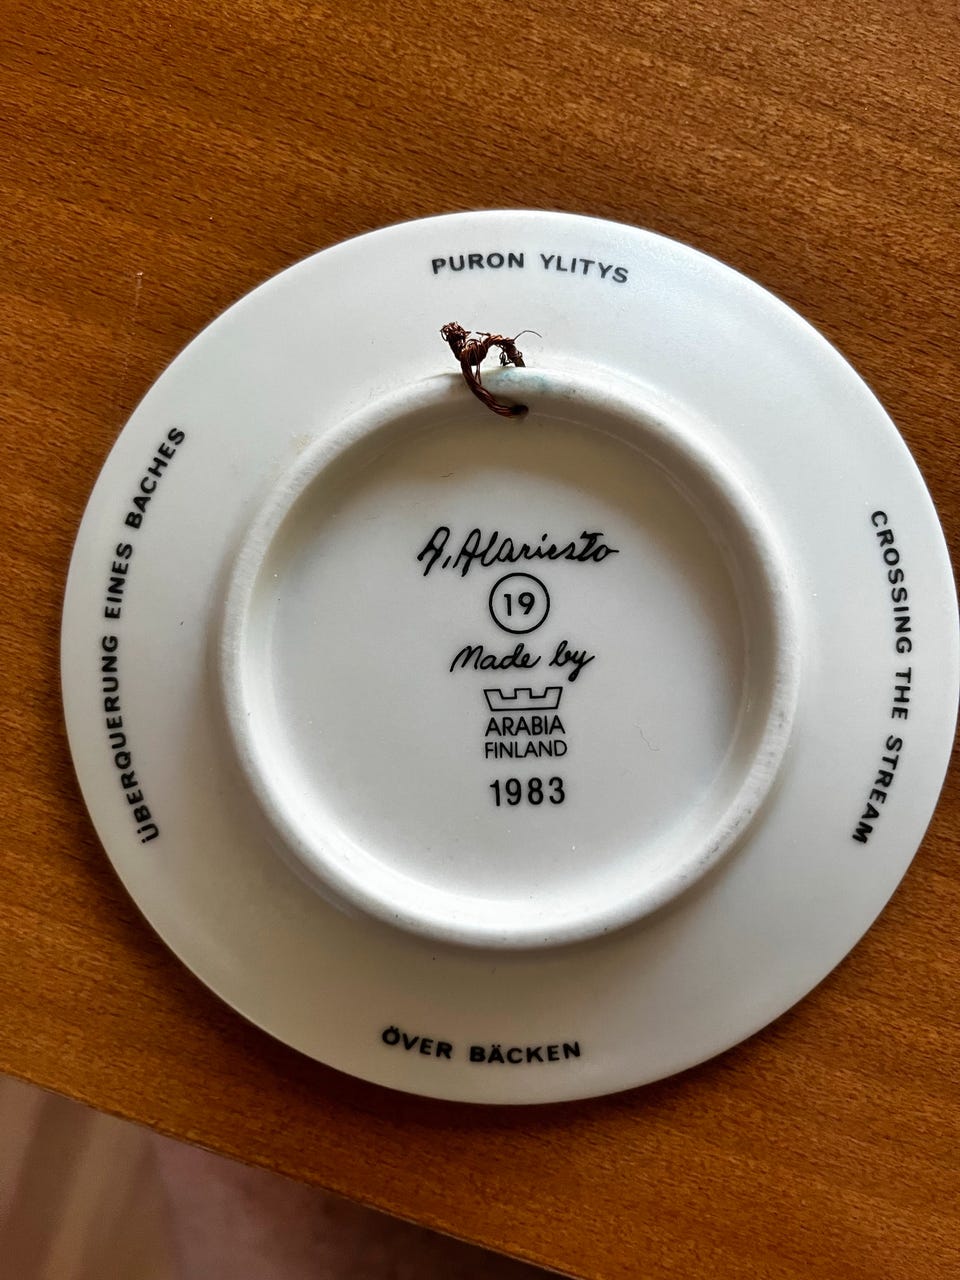 PURON YLITYS
ÜBERQUERUNG EINES BACHES
CROSSING THE STREAM
A. Alariesto
19
Made by
ARABIA
FINLAND
1983
ÖVER BÄCKEN